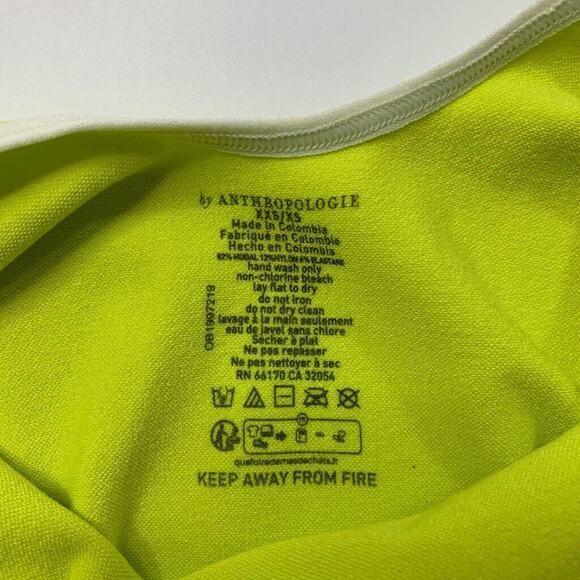 by ANTHROPOLOGIE
XXS/XS
Made in Colombia
Fabriqué en Colombie
Hecho en Colombia
82% MODAL 12% NYLON 6% ELASTANE
hand wash only
non-chlorine bleach
lay flat to dry
do not iron
do not dry clean
lavage à la main seulement
eau de javel sans chlore
Sécher à plat
Ne pas repasser
Ne pas nettoyer à sec
RN 66170 CA 32054
OB1997219
quefairedemesdechets.fr
KEEP AWAY FROM FIRE